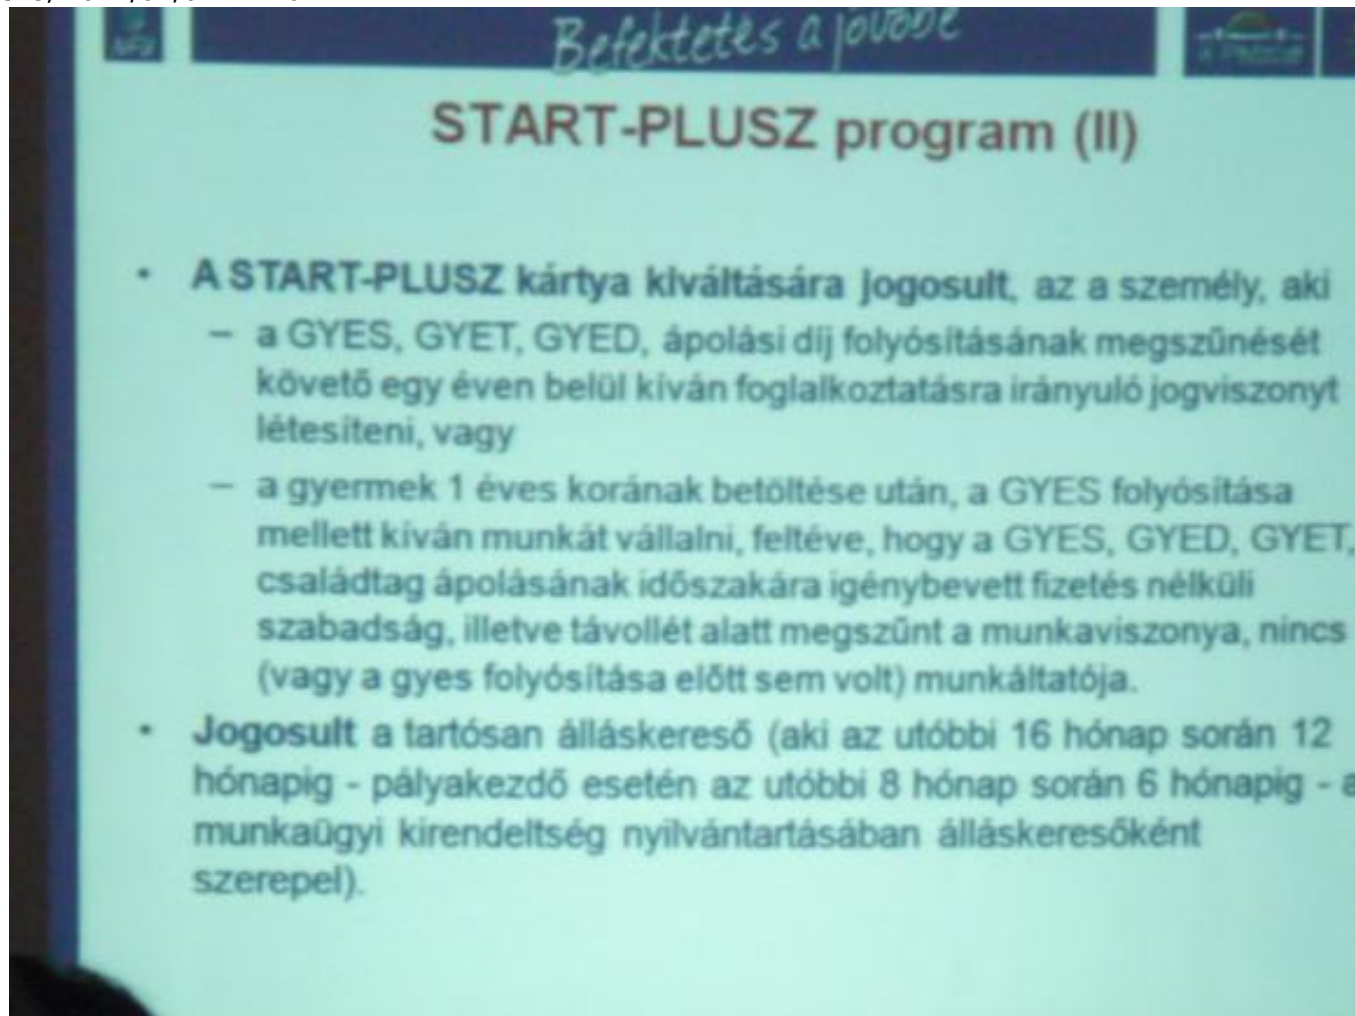 Befektetés a jövőbe
START-PLUSZ program (II)
• A START-PLUSZ kártya kiváltására jogosult, az a személy, aki
– a GYES, GYET, GYED, ápolási díj folyósításának megszűnését
követő egy éven belül kíván foglalkoztatásra irányuló jogviszonyt
létesíteni, vagy
– a gyermek 1 éves korának betöltése után, a GYES folyósítása
mellett kíván munkát vállalni, feltéve, hogy a GYES, GYED, GYET,
családtag ápolásának időszakára igénybevett fizetés nélküli
szabadság, illetve távollét alatt megszűnt a munkaviszonya, nincs
(vagy a gyes folyósítása előtt sem volt) munkáltatója.
• Jogosult a tartósan álláskereső (aki az utóbbi 16 hónap során 12
hónapig - pályakezdő esetén az utóbbi 8 hónap során 6 hónapig - a
munkaügyi kirendeltség nyilvántartásában álláskeresőként
szerepel).